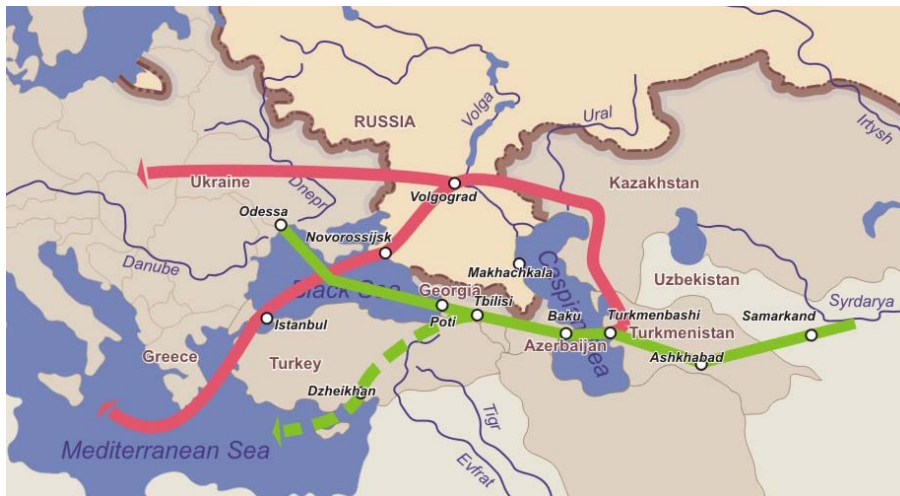 Volga
RUSSIA
Ural
Irtysh
Ukraine
Dnepr
Volgograd
Kazakhstan
Odessa
Novorossijsk
Danube
Makhachkala
Caspian Sea
Uzbekistan
Black Sea
Georgia
Tbilisi
Syrdarya
Istanbul
Poti
Baku
Turkmenbashi
Samarkand
Azerbaijan
Turkmenistan
Greece
Turkey
Ashkhabad
Dzheikhan
Tigr
Mediterranean Sea
Evfrat